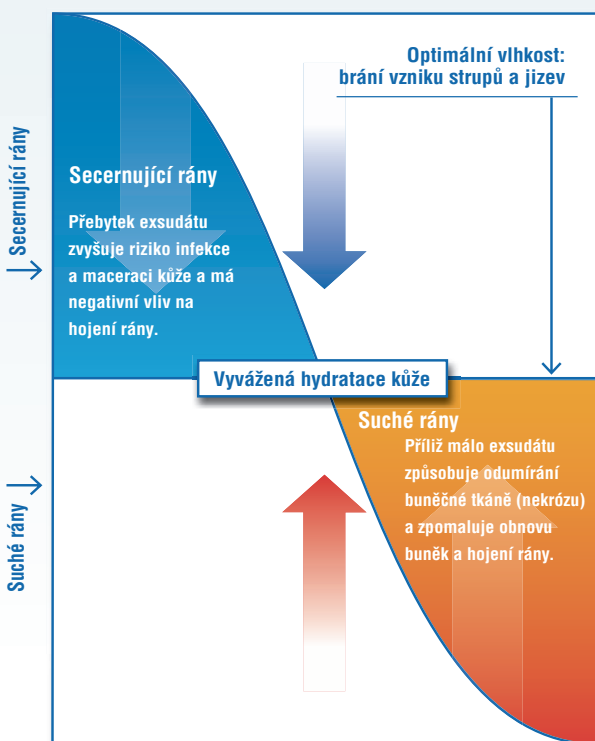 Optimální vlhkost:
brání vzniku strupů a jizev
Secernující rány
Secernující rány
Přebytek exsudátu
zvyšuje riziko infekce
a maceraci kůže a má
negativní vliv na
hojení rány.
Vyvážená hydratace kůže
Suché rány
Suché rány
Příliž málo exsudátu
způsobuje odumírání
buněčné tkáně (nekrózu)
a zpomaluje obnovu
buněk a hojení rány.